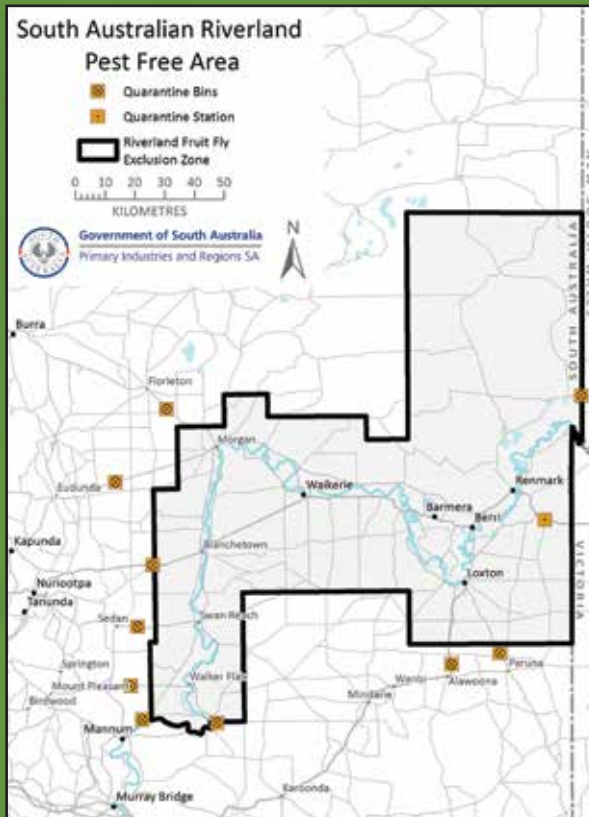 South Australian Riverland
Pest Free Area
Quarantine Bins
Quarantine Station
Riverland Fruit Fly
Exclusion Zone
0 10 20 30 40 50
KILOMETRES
Government of South Australia
Primary Industries and Regions SA
N
SOUTH AUSTRALIA
Burra
Florieton
Morgan
Eudunda
Waikerie
Renmark
Barmera
Berri
Kapunda
Blanchetown
VICTORIA
Nuriootpa
Tanunda
Loxton
Sedan
Swan Reach
Springton
Mount Pleasant
Birdwood
Walker Flat
Paruna
Wanbi
Alawoona
Mindarie
Mannum
Karoonda
Murray Bridge